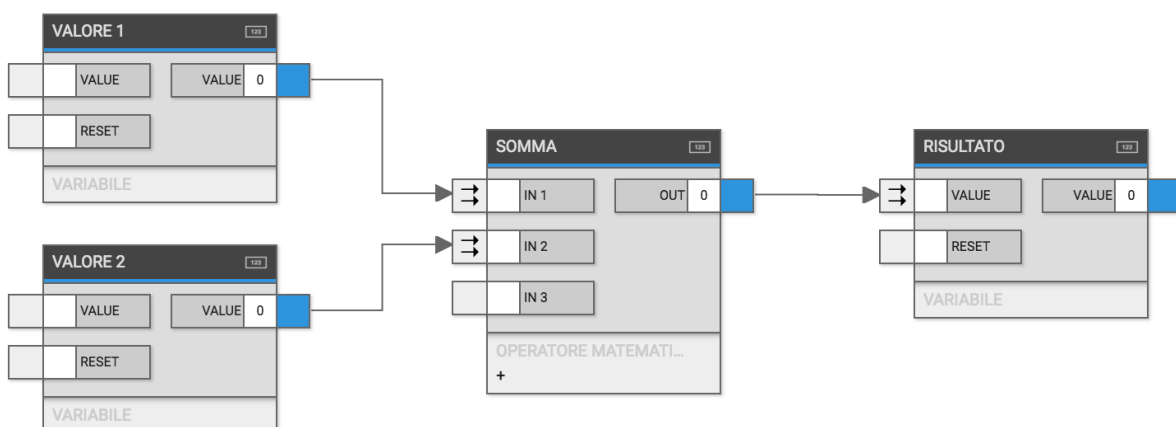 VALORE 1
123
VALUE
VALUE 0
RESET
VARIABILE
VALORE 2
123
VALUE
VALUE 0
RESET
VARIABILE
SOMMA
123
IN 1
OUT 0
IN 2
IN 3
OPERATORE MATEMATI...
+
RISULTATO
123
VALUE
VALUE 0
RESET
VARIABILE